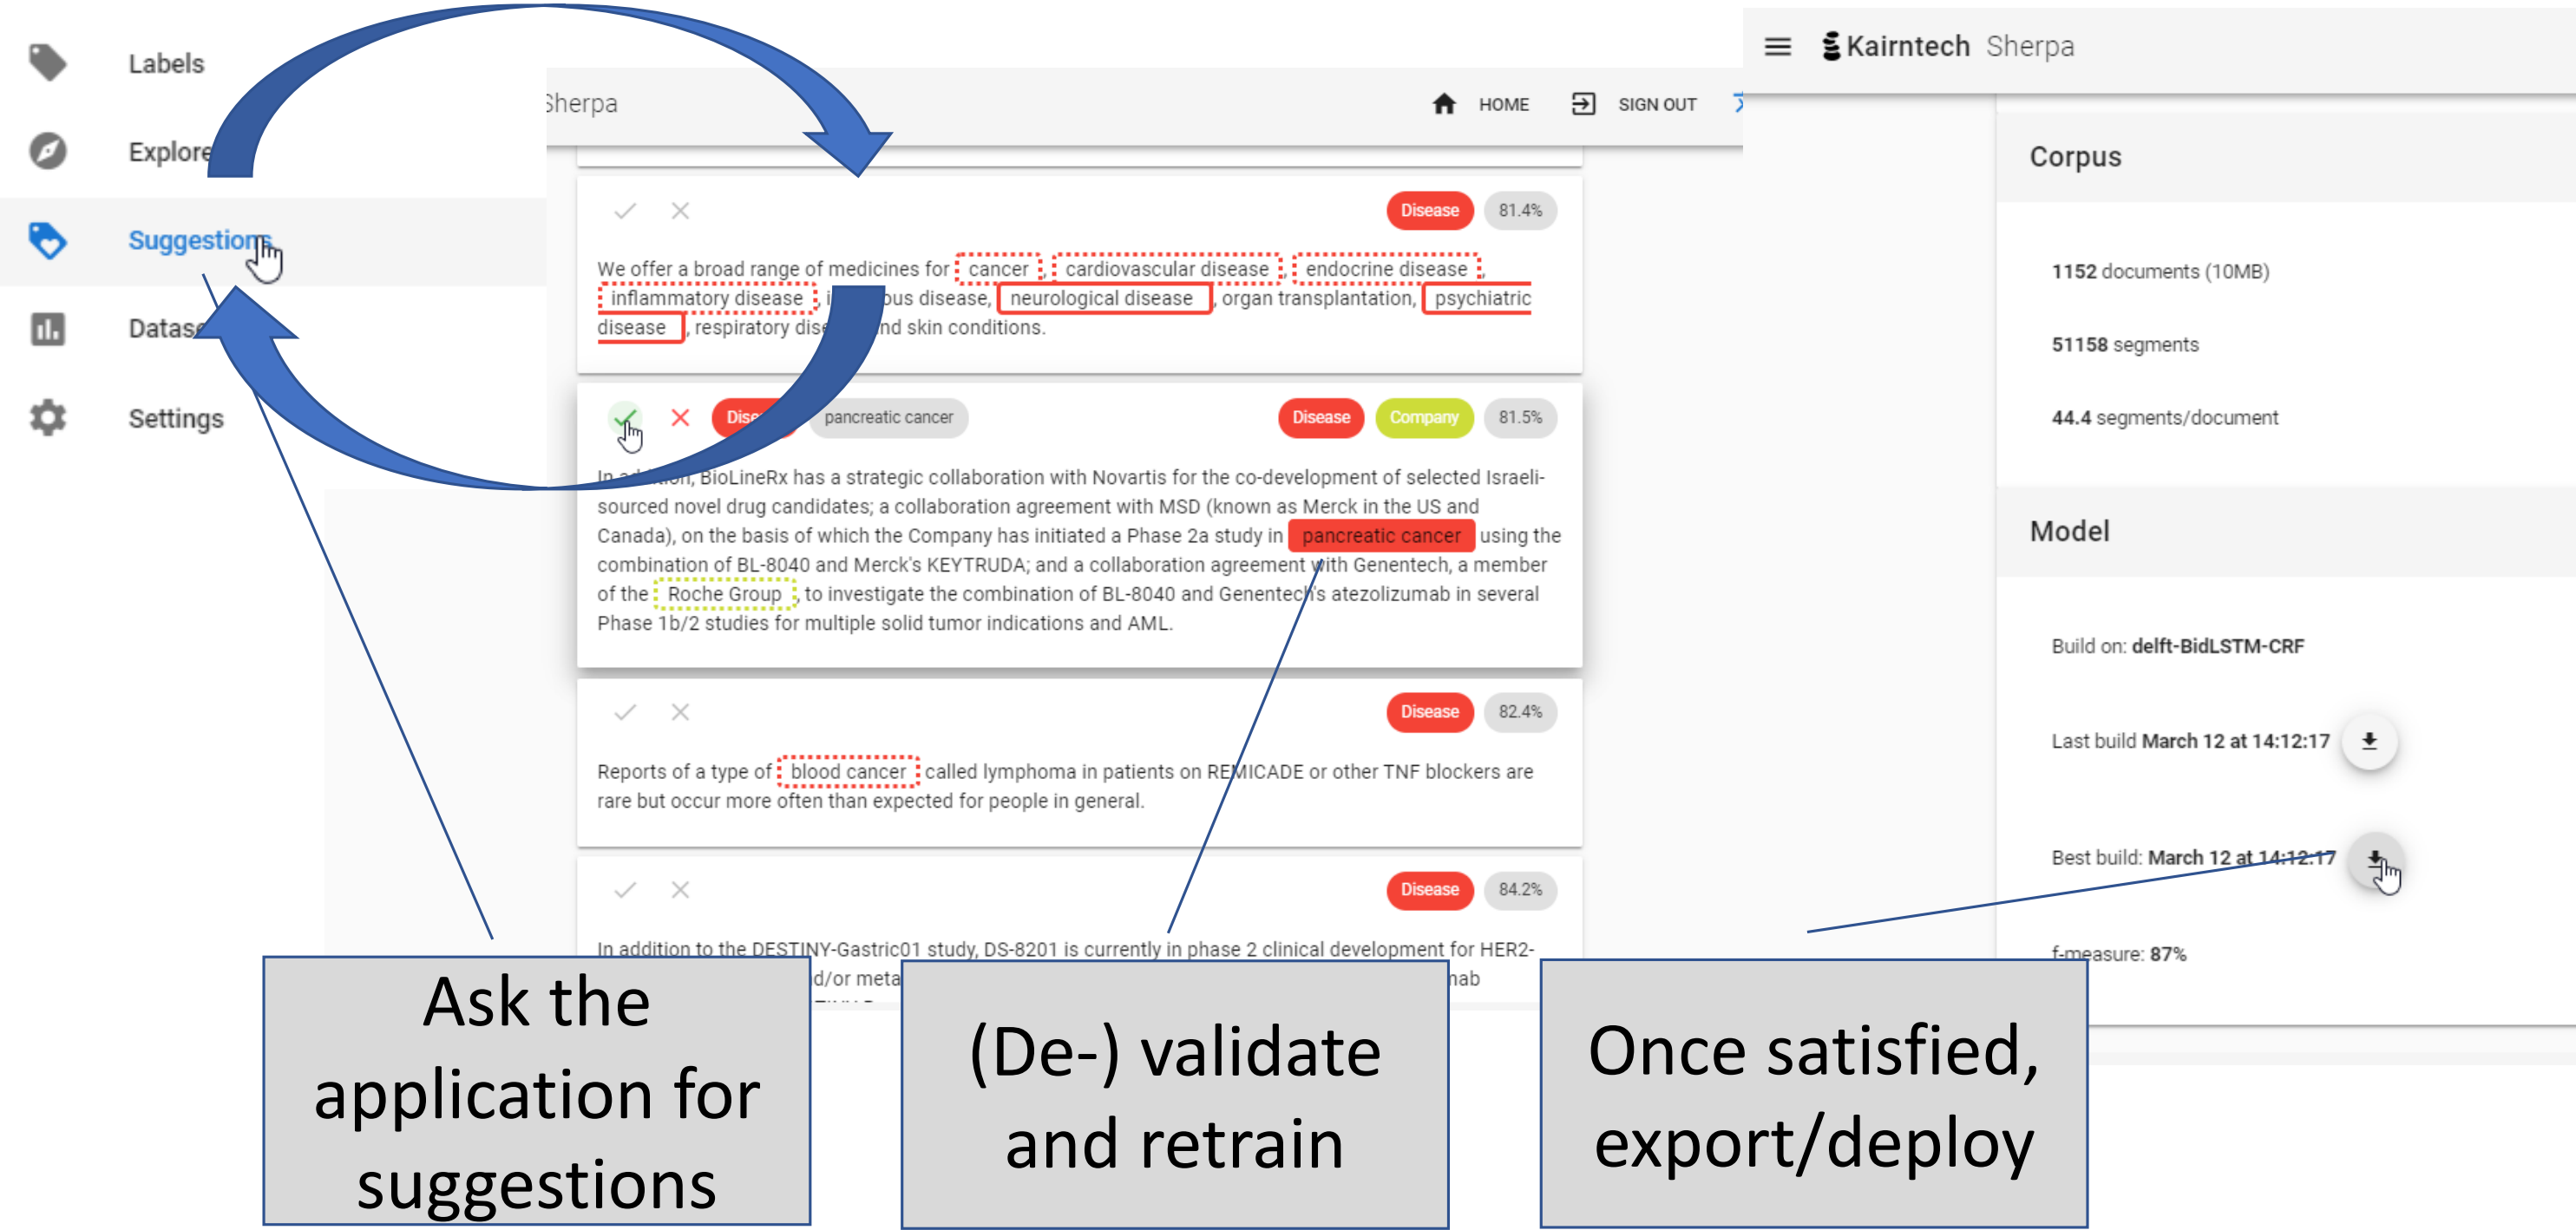 Labels
Explore
Suggestions
Settings
Sherpa
HOME
SIGN OUT
Disease 81.4%
We offer a broad range of medicines for cancer, cardiovascular disease, endocrine disease,
inflammatory disease, ous disease, neurological disease, organ transplantation, psychiatric
disease, respiratory nd skin conditions.
pancreatic cancer Disease Company 81.5%
In addition, BioLineRx has a strategic collaboration with Novartis for the co-development of selected Israeli-
sourced novel drug candidates; a collaboration agreement with MSD (known as Merck in the US and
Canada), on the basis of which the Company has initiated a Phase 2a study in pancreatic cancer using the
combination of BL-8040 and Merck's KEYTRUDA; and a collaboration agreement with Genentech, a member
of the Roche Group, to investigate the combination of BL-8040 and Genentech's atezolizumab in several
Phase 1b/2 studies for multiple solid tumor indications and AML.
Disease 82.4%
Reports of a type of blood cancer called lymphoma in patients on REMICADE or other TNF blockers are
rare but occur more often than expected for people in general.
Disease 84.2%
In addition to the DESTINY-Gastric01 study, DS-8201 is currently in phase 2 clinical development for HER2-
d/or meta
Kairntech Sherpa
Corpus
1152 documents (10MB)
51158 segments
44.4 segments/document
Model
Build on: delft-BidLSTM-CRF
Last build March 12 at 14:12:17
Best build: March 12 at 14:12:17
f-measure: 87%
Ask the
application for
suggestions
(De-) validate
and retrain
Once satisfied,
export/deploy